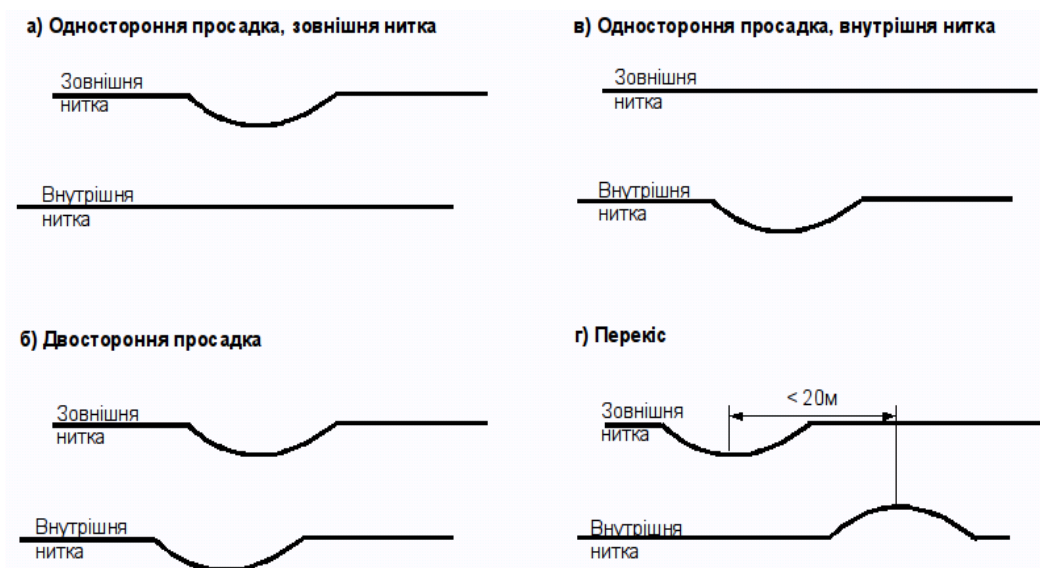 а) Одностороння просадка, зовнішня нитка
Зовнішня
нитка
Внутрішня
нитка
в) Одностороння просадка, внутрішня нитка
Зовнішня
нитка
Внутрішня
нитка
б) Двостороння просадка
Зовнішня
нитка
Внутрішня
нитка
г) Перекіс
< 20м
Зовнішня
нитка
Внутрішня
нитка